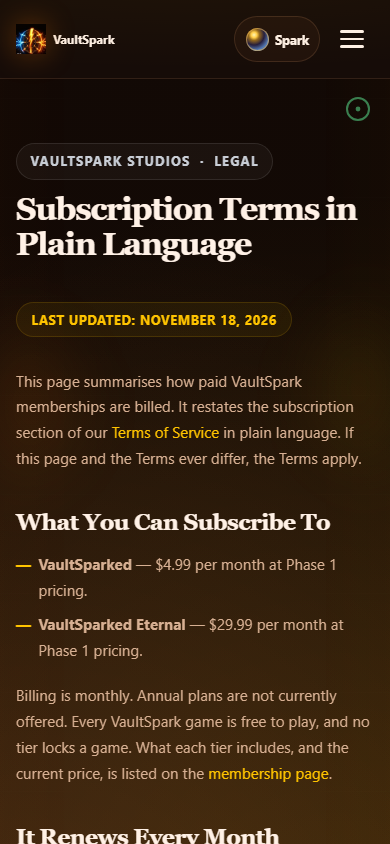 VaultSpark
Spark
VAULTSPARK STUDIOS · LEGAL
Subscription Terms in
Plain Language
LAST UPDATED: NOVEMBER 18, 2026
This page summarises how paid VaultSpark
memberships are billed. It restates the subscription
section of our Terms of Service in plain language. If
this page and the Terms ever differ, the Terms apply.
What You Can Subscribe To
— VaultSparked — $4.99 per month at Phase 1
pricing.
— VaultSparked Eternal — $29.99 per month at
Phase 1 pricing.
Billing is monthly. Annual plans are not currently
offered. Every VaultSpark game is free to play, and no
tier locks a game. What each tier includes, and the
current price, is listed on the membership page.
It Renews Every Month